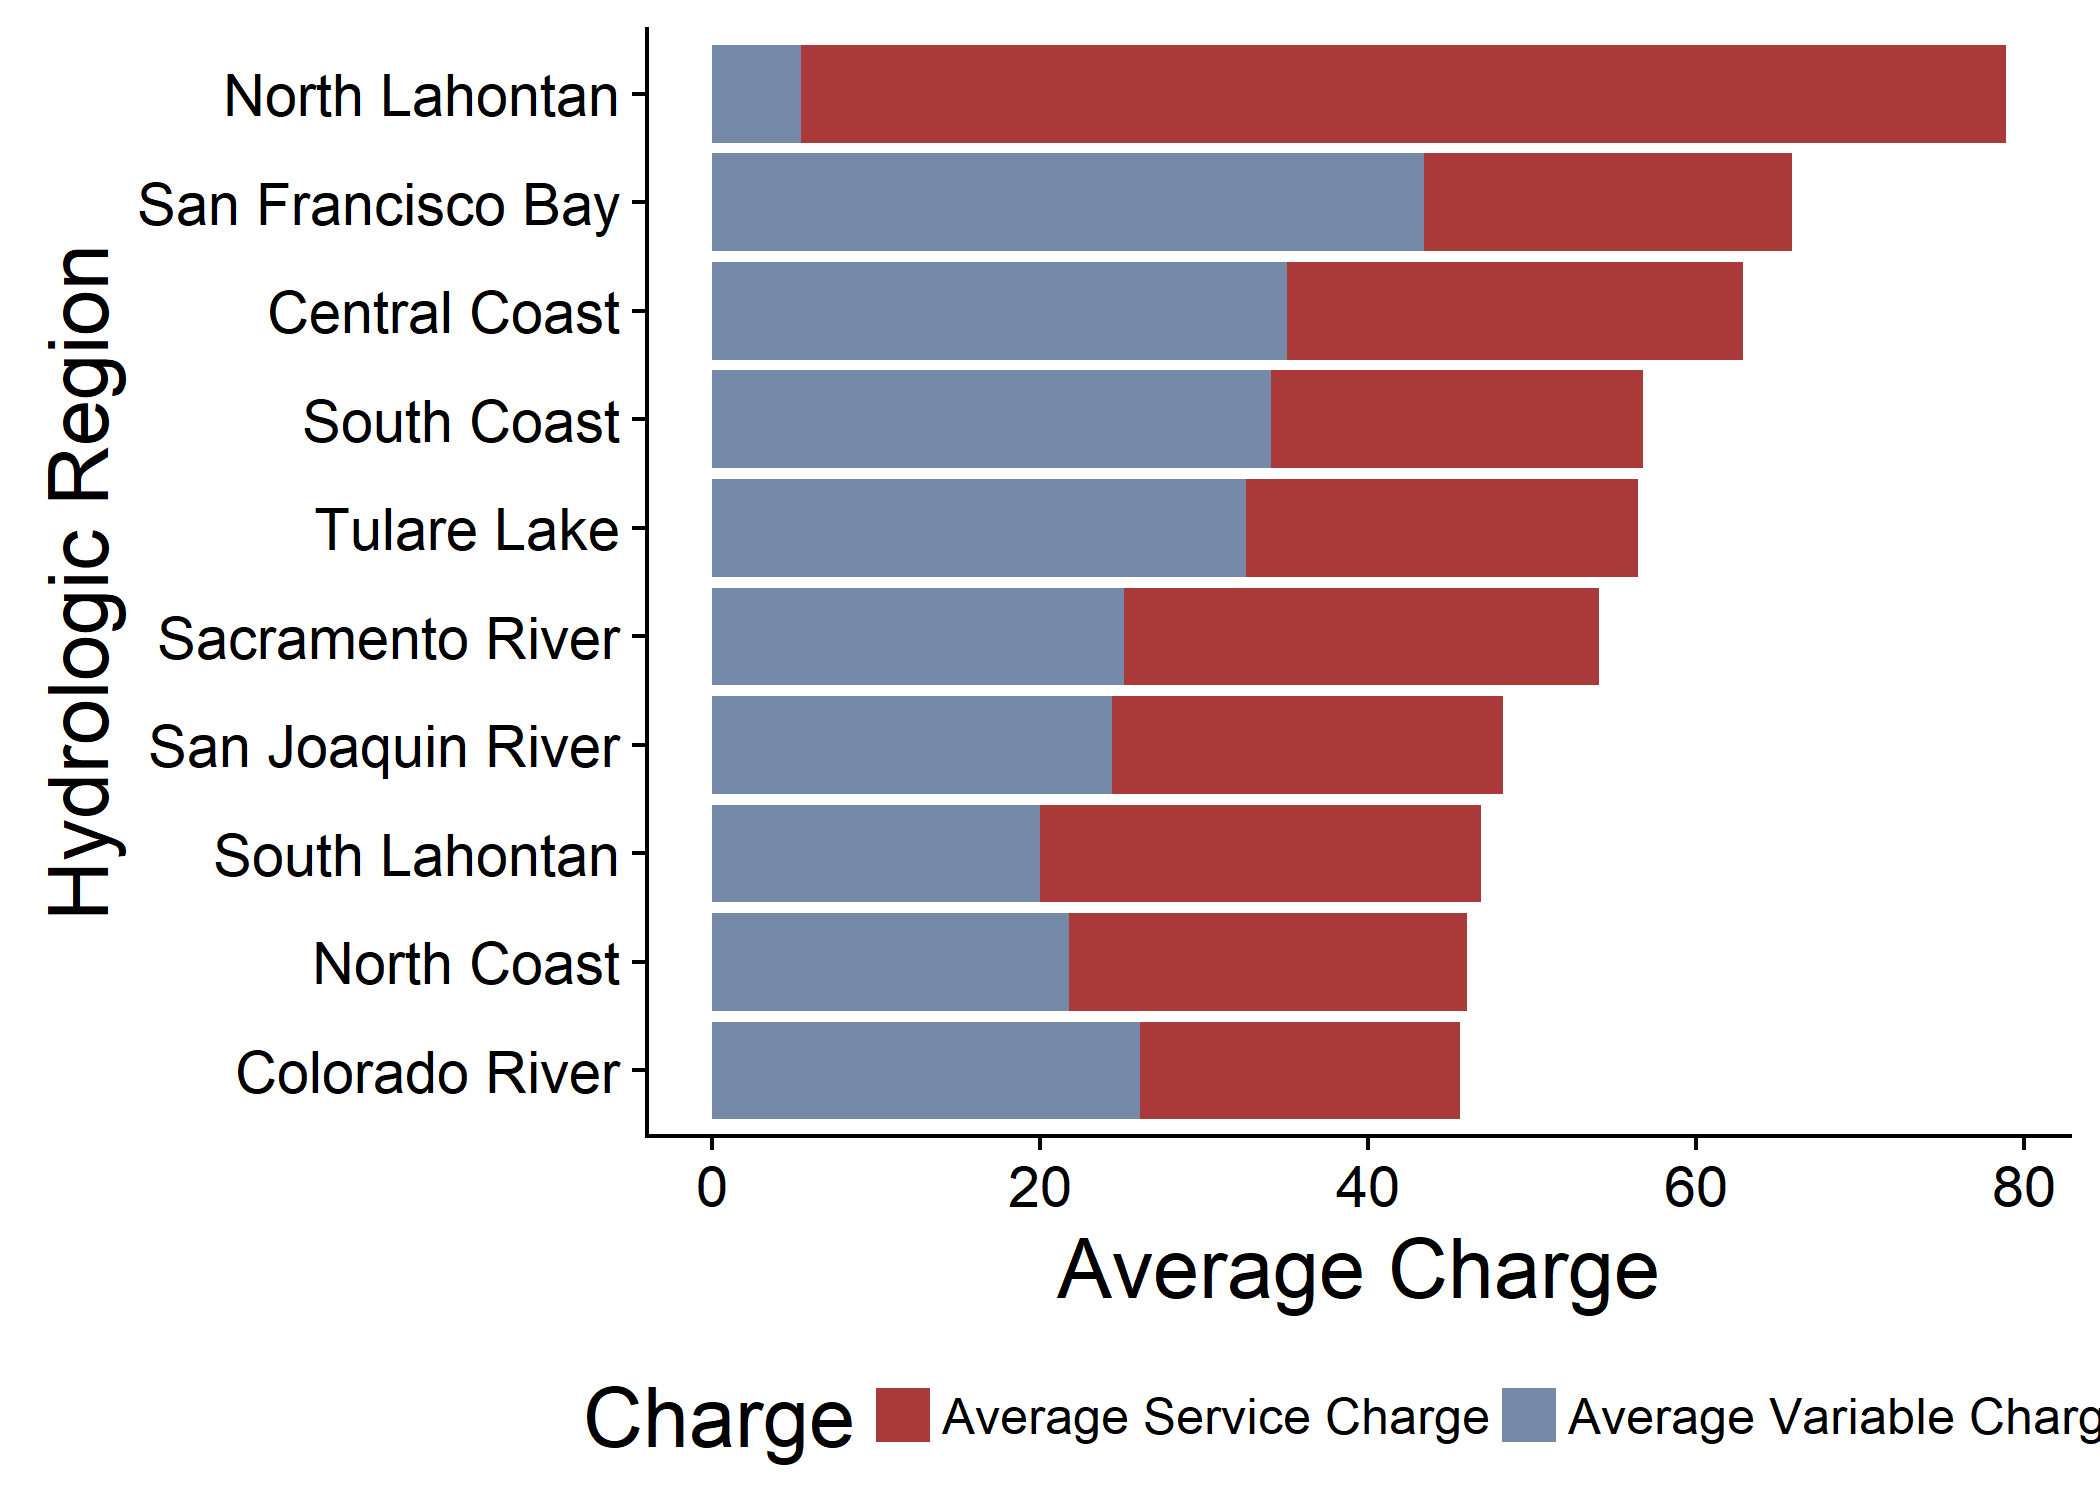 Hydrologic Region
North Lahontan
San Francisco Bay
Central Coast
South Coast
Tulare Lake
Sacramento River
San Joaquin River
South Lahontan
North Coast
Colorado River
0 20 40 60 80
Average Charge
Charge Average Service Charge Average Variable Charg